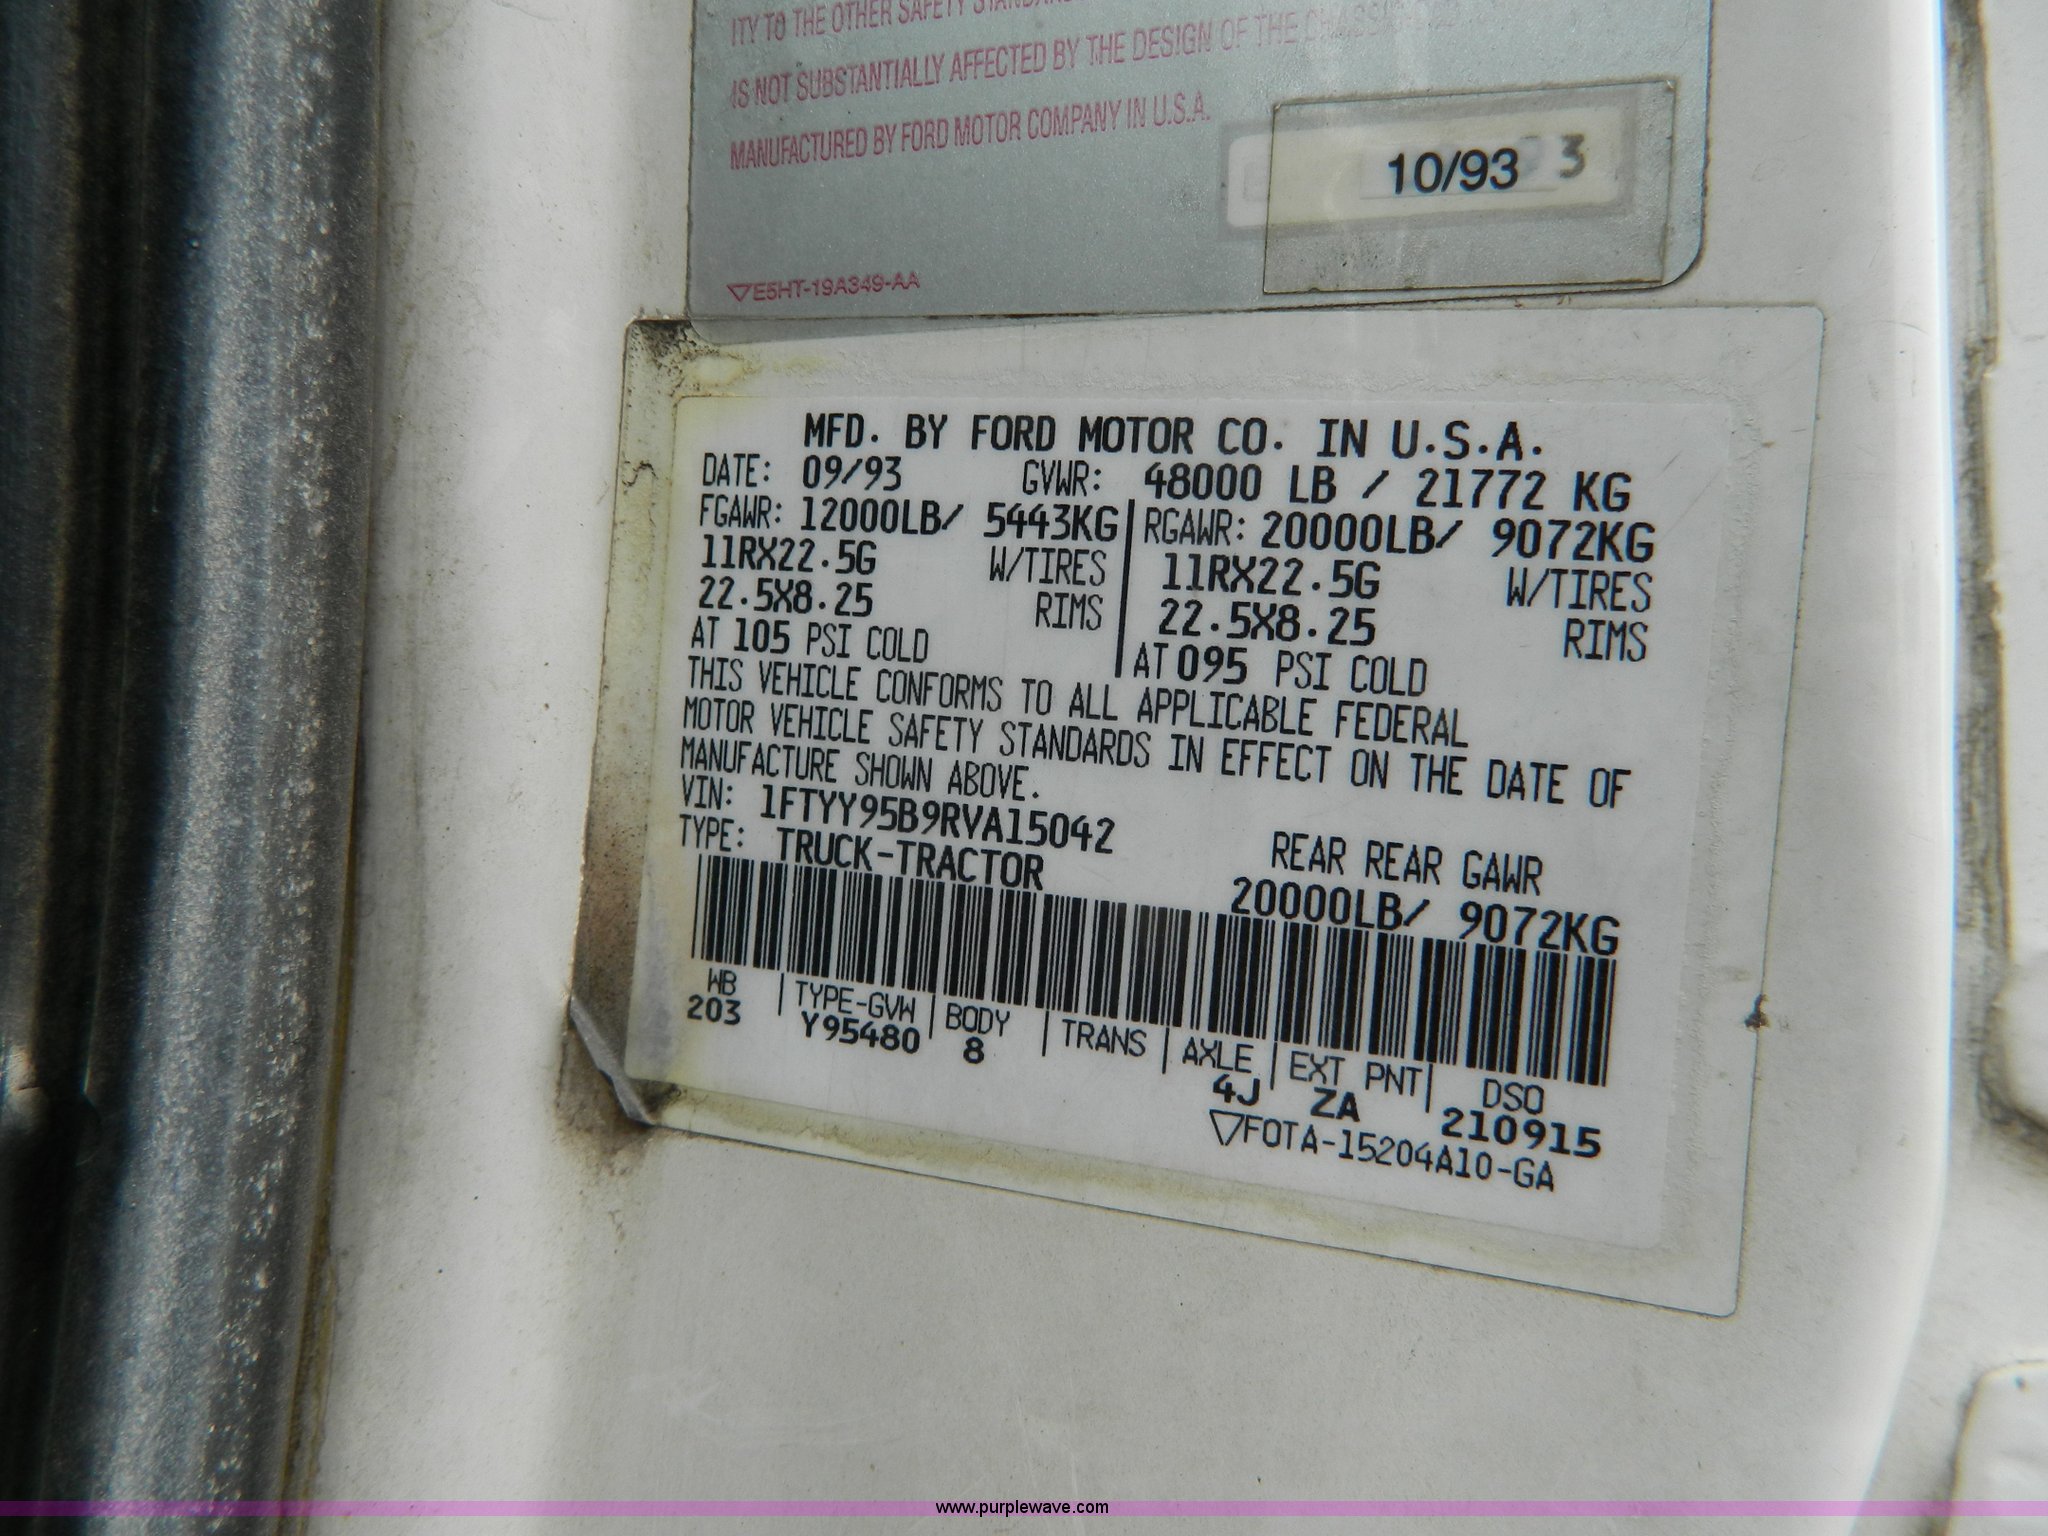 ITY TO THE OTHER SAFETY
IS NOT SUBSTANTIALLY AFFECTED BY THE DESIGN OF THE
MANUFACTURED BY FORD MOTOR COMPANY IN U.S.A.
10/93
▽E5HT-19A349-AA
MFD. BY FORD MOTOR CO. IN U.S.A.
DATE: 09/93 GVWR: 48000 LB / 21772 KG
FGAWR: 12000LB/ 5443KG RGAWR: 20000LB/ 9072KG
11RX22.5G W/TIRES 11RX22.5G W/TIRES
22.5X8.25 RIMS 22.5X8.25 RIMS
AT 105 PSI COLD AT 095 PSI COLD
THIS VEHICLE CONFORMS TO ALL APPLICABLE FEDERAL
MOTOR VEHICLE SAFETY STANDARDS IN EFFECT ON THE DATE OF
MANUFACTURE SHOWN ABOVE.
VIN: 1FTYY95B9RVA15042
TYPE: TRUCK-TRACTOR
REAR REAR GAWR
20000LB/ 9072KG
WB TYPE-GVW BODY TRANS AXLE EXT PNT DSO
203 Y95480 8 4J ZA 210915
▽FOTA-15204A10-GA
www.purplewave.com